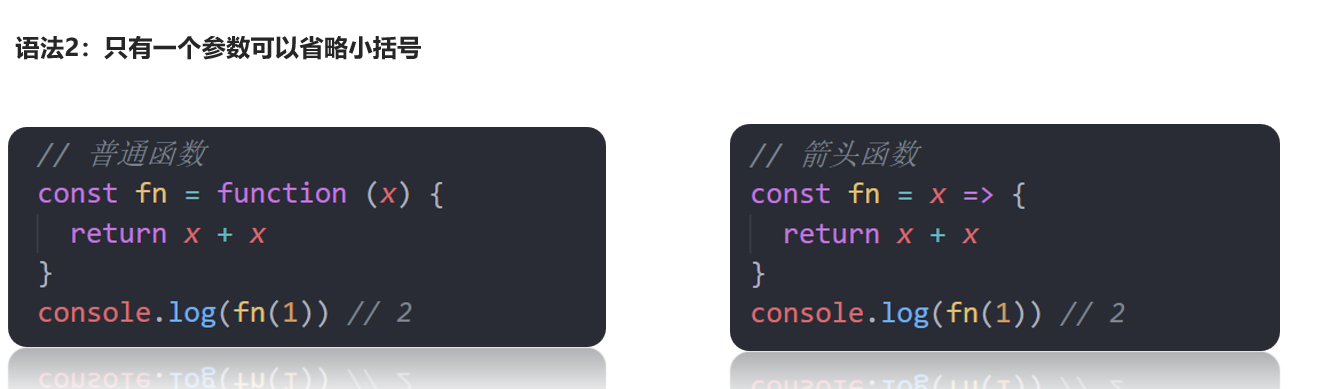 语法2：只有一个参数可以省略小括号
// 普通函数
const fn = function (x) {
  return x + x
}
console.log(fn(1)) // 2
// 箭头函数
const fn = x => {
  return x + x
}
console.log(fn(1)) // 2